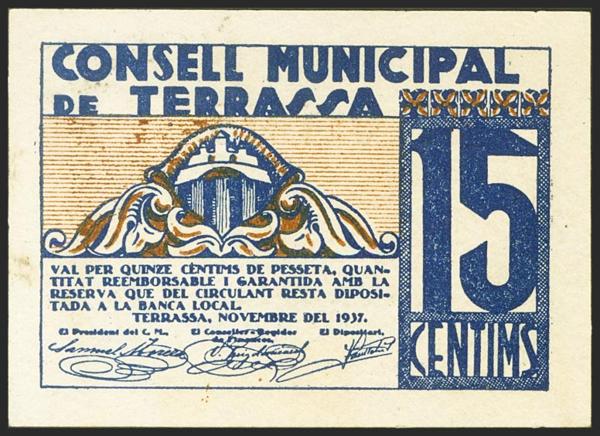 CONSELL MUNICIPAL
DE TERRASSA
15
CENTIMS
VAL PER QUINZE CÈNTIMS DE PESSETA, QUAN-
TITAT REEMBORSABLE I GARANTIDA AMB LA
RESERVA QUE DEL CIRCULANT RESTA DIPOSI-
TADA A LA BANCA LOCAL.
TERRASSA, NOVEMBRE DEL 1937.
El President del C. M., El Conseller-Regidor El Dipositari,
de Finances,
Samuel